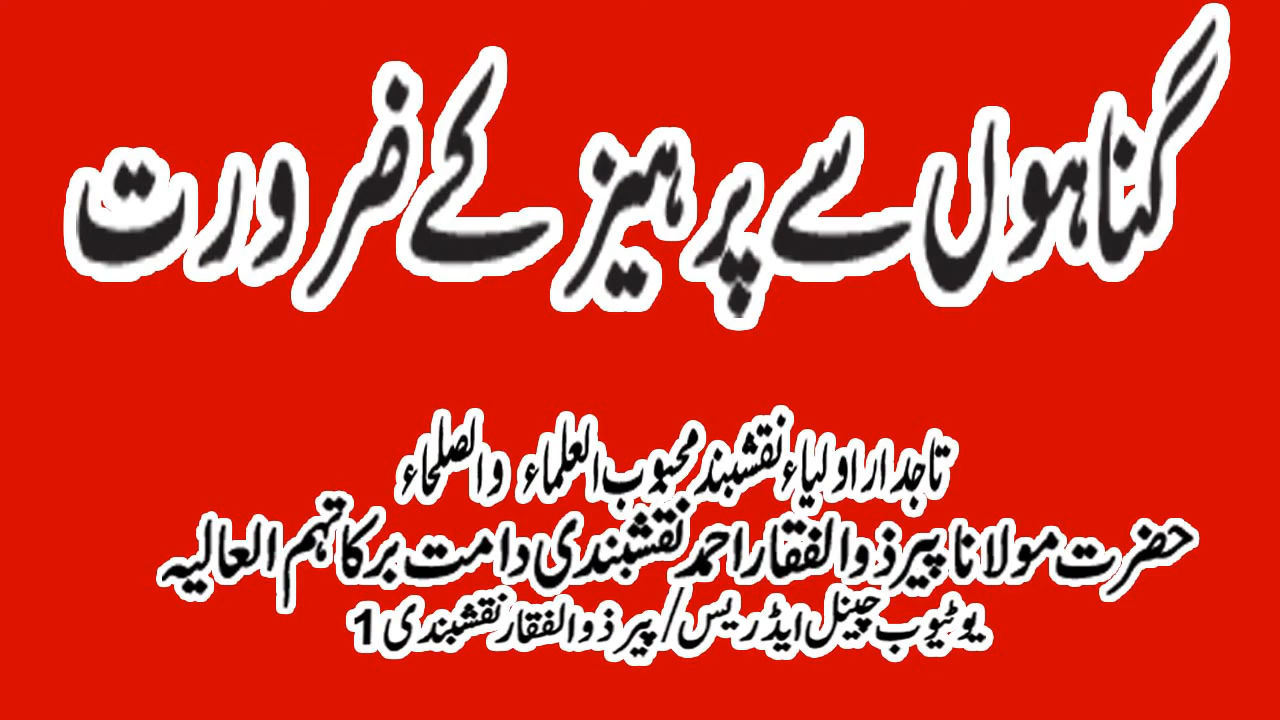 گناہوں سے پرہیز کے ضرورت
تاجدار اولیاء نقشبند محبوب العلماء والصلحاء
حضرت مولانا پیر ذوالفقار احمد نقشبندی دامت برکاتہم العالیہ
یوٹیوب چینل ایڈریس/ پیر ذوالفقار نقشبندی 1